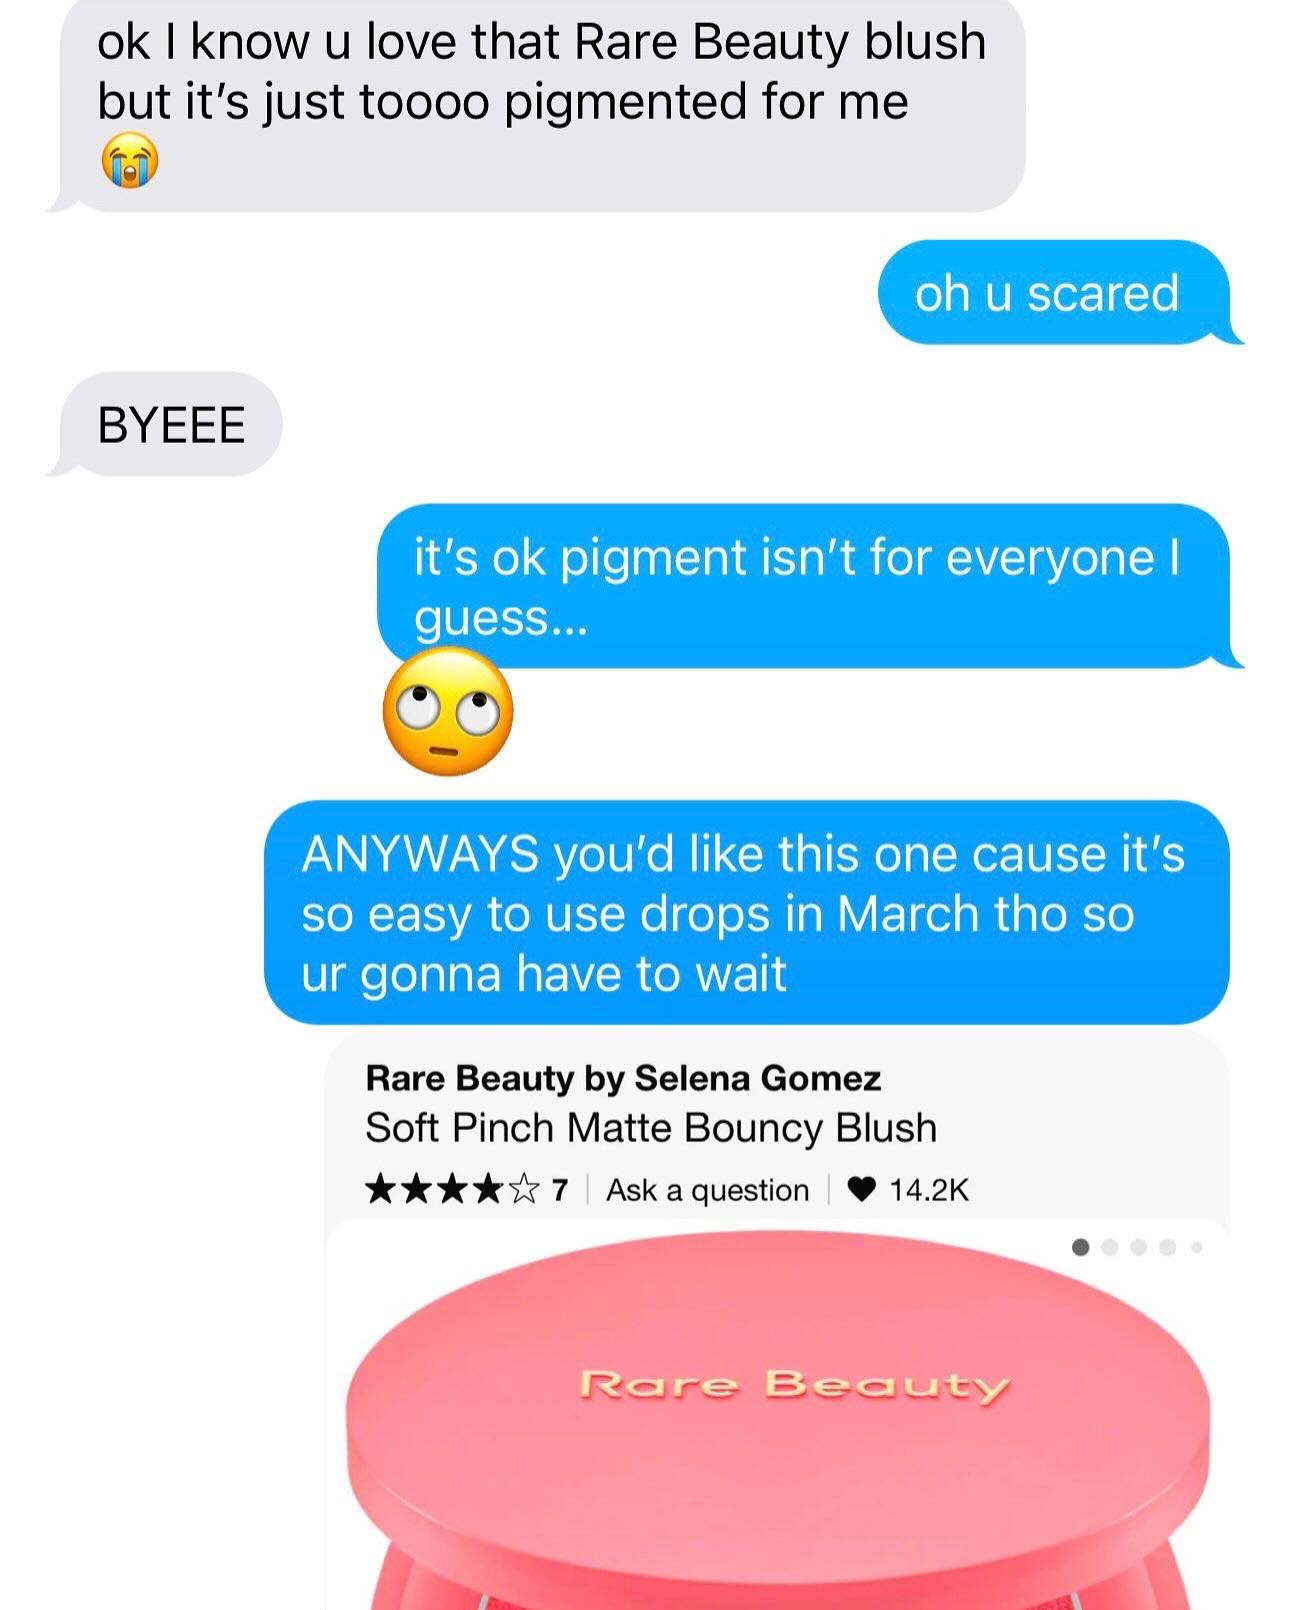 ok I know u love that Rare Beauty blush
but it’s just toooo pigmented for me
😭
oh u scared
BYEEE
it’s ok pigment isn’t for everyone I
guess...
🙄
ANYWAYS you’d like this one cause it’s
so easy to use drops in March tho so
ur gonna have to wait
Rare Beauty by Selena Gomez
Soft Pinch Matte Bouncy Blush
★★★★☆ 7 | Ask a question | ♥ 14.2K
Rare Beauty